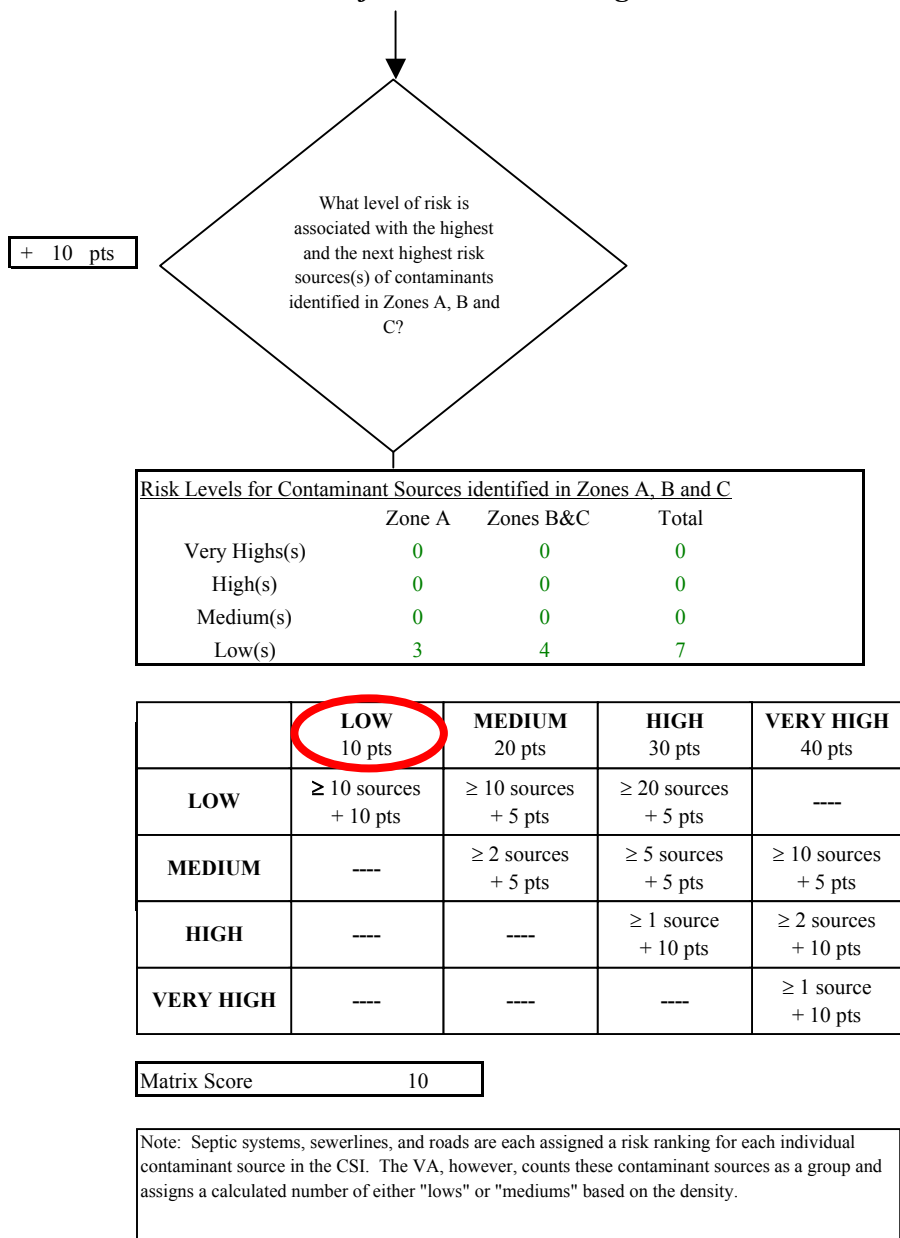 What level of risk is
associated with the highest
and the next highest risk
sources(s) of contaminants
identified in Zones A, B and
C?
+ 10 pts
Risk Levels for Contaminant Sources identified in Zones A, B and C
Zone A Zones B&C Total
Very Highs(s) 0 0 0
High(s) 0 0 0
Medium(s) 0 0 0
Low(s) 3 4 7
LOW MEDIUM HIGH VERY HIGH
10 pts 20 pts 30 pts 40 pts
LOW ≥ 10 sources + 10 pts ≥ 10 sources + 5 pts ≥ 20 sources + 5 pts ----
MEDIUM ---- ≥ 2 sources + 5 pts ≥ 5 sources + 5 pts ≥ 10 sources + 5 pts
HIGH ---- ---- ≥ 1 source + 10 pts ≥ 2 sources + 10 pts
VERY HIGH ---- ---- ---- ≥ 1 source + 10 pts
Matrix Score 10
Note: Septic systems, sewerlines, and roads are each assigned a risk ranking for each individual
contaminant source in the CSI. The VA, however, counts these contaminant sources as a group and
assigns a calculated number of either "lows" or "mediums" based on the density.